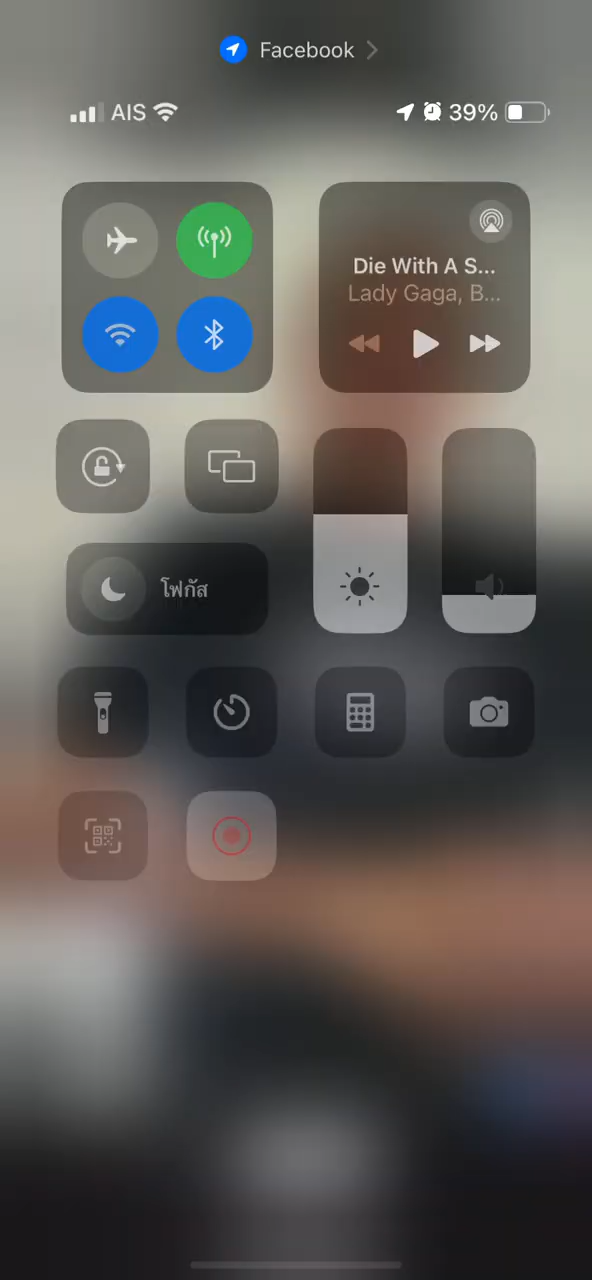 Facebook
AIS 39%
Die With A S...
Lady Gaga, B...
โฟกัส